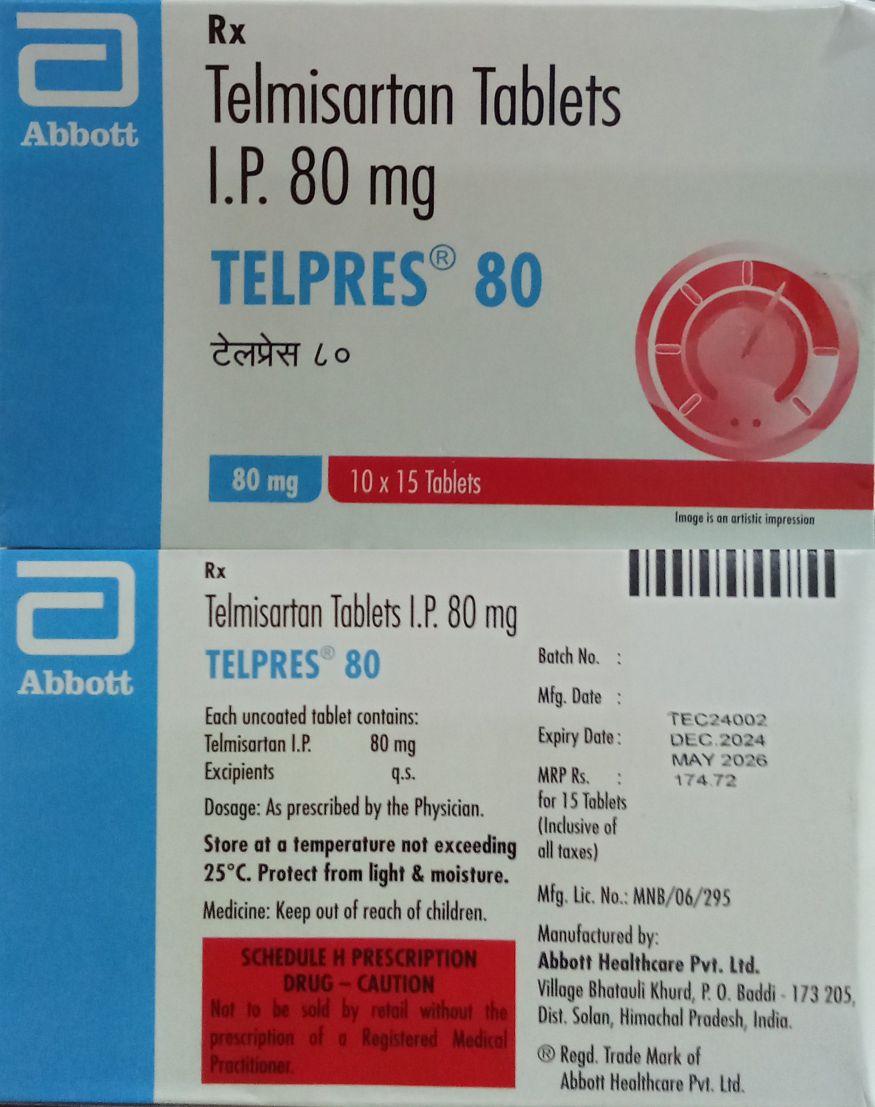 Abbott
Rx
Telmisartan Tablets
I.P. 80 mg
TELPRES® 80
टेलप्रेस ८०
80 mg
10 x 15 Tablets
Image is an artistic impression
Abbott
Rx
Telmisartan Tablets I.P. 80 mg
TELPRES® 80
Each uncoated tablet contains:
Telmisartan I.P. 80 mg
Excipients q.s.
Dosage: As prescribed by the Physician.
Store at a temperature not exceeding
25°C. Protect from light & moisture.
Medicine: Keep out of reach of children.
SCHEDULE H PRESCRIPTION
DRUG – CAUTION
Not to be sold by retail without the
prescription of a Registered Medical
Practitioner.
Batch No. :
Mfg. Date :
Expiry Date :
MRP Rs. :
for 15 Tablets
(Inclusive of
all taxes)
TEC24002
DEC.2024
MAY 2026
174.72
Mfg. Lic. No.: MNB/06/295
Manufactured by:
Abbott Healthcare Pvt. Ltd.
Village Bhatauli Khurd, P. O. Baddi - 173 205,
Dist. Solan, Himachal Pradesh, India.
® Regd. Trade Mark of
Abbott Healthcare Pvt. Ltd.